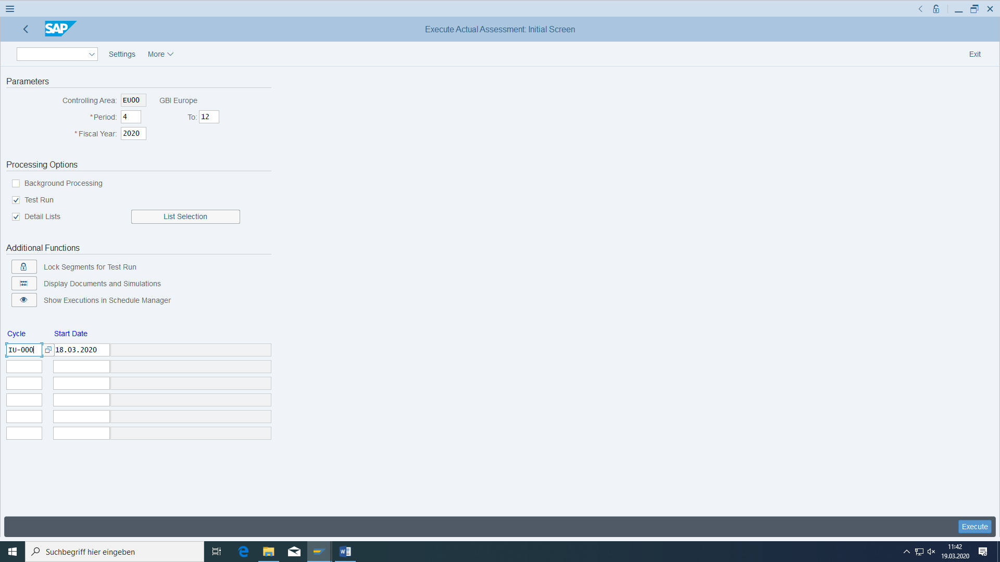 SAP
Execute Actual Assessment: Initial Screen
Settings
More
Exit
Parameters
Controlling Area: EU00 GBI Europe
*Period: 4 To: 12
* Fiscal Year: 2020
Processing Options
Background Processing
Test Run
Detail Lists List Selection
Additional Functions
Lock Segments for Test Run
Display Documents and Simulations
Show Executions in Schedule Manager
Cycle Start Date
IU-000 18.03.2020
Execute
Suchbegriff hier eingeben
11:42
19.03.2020